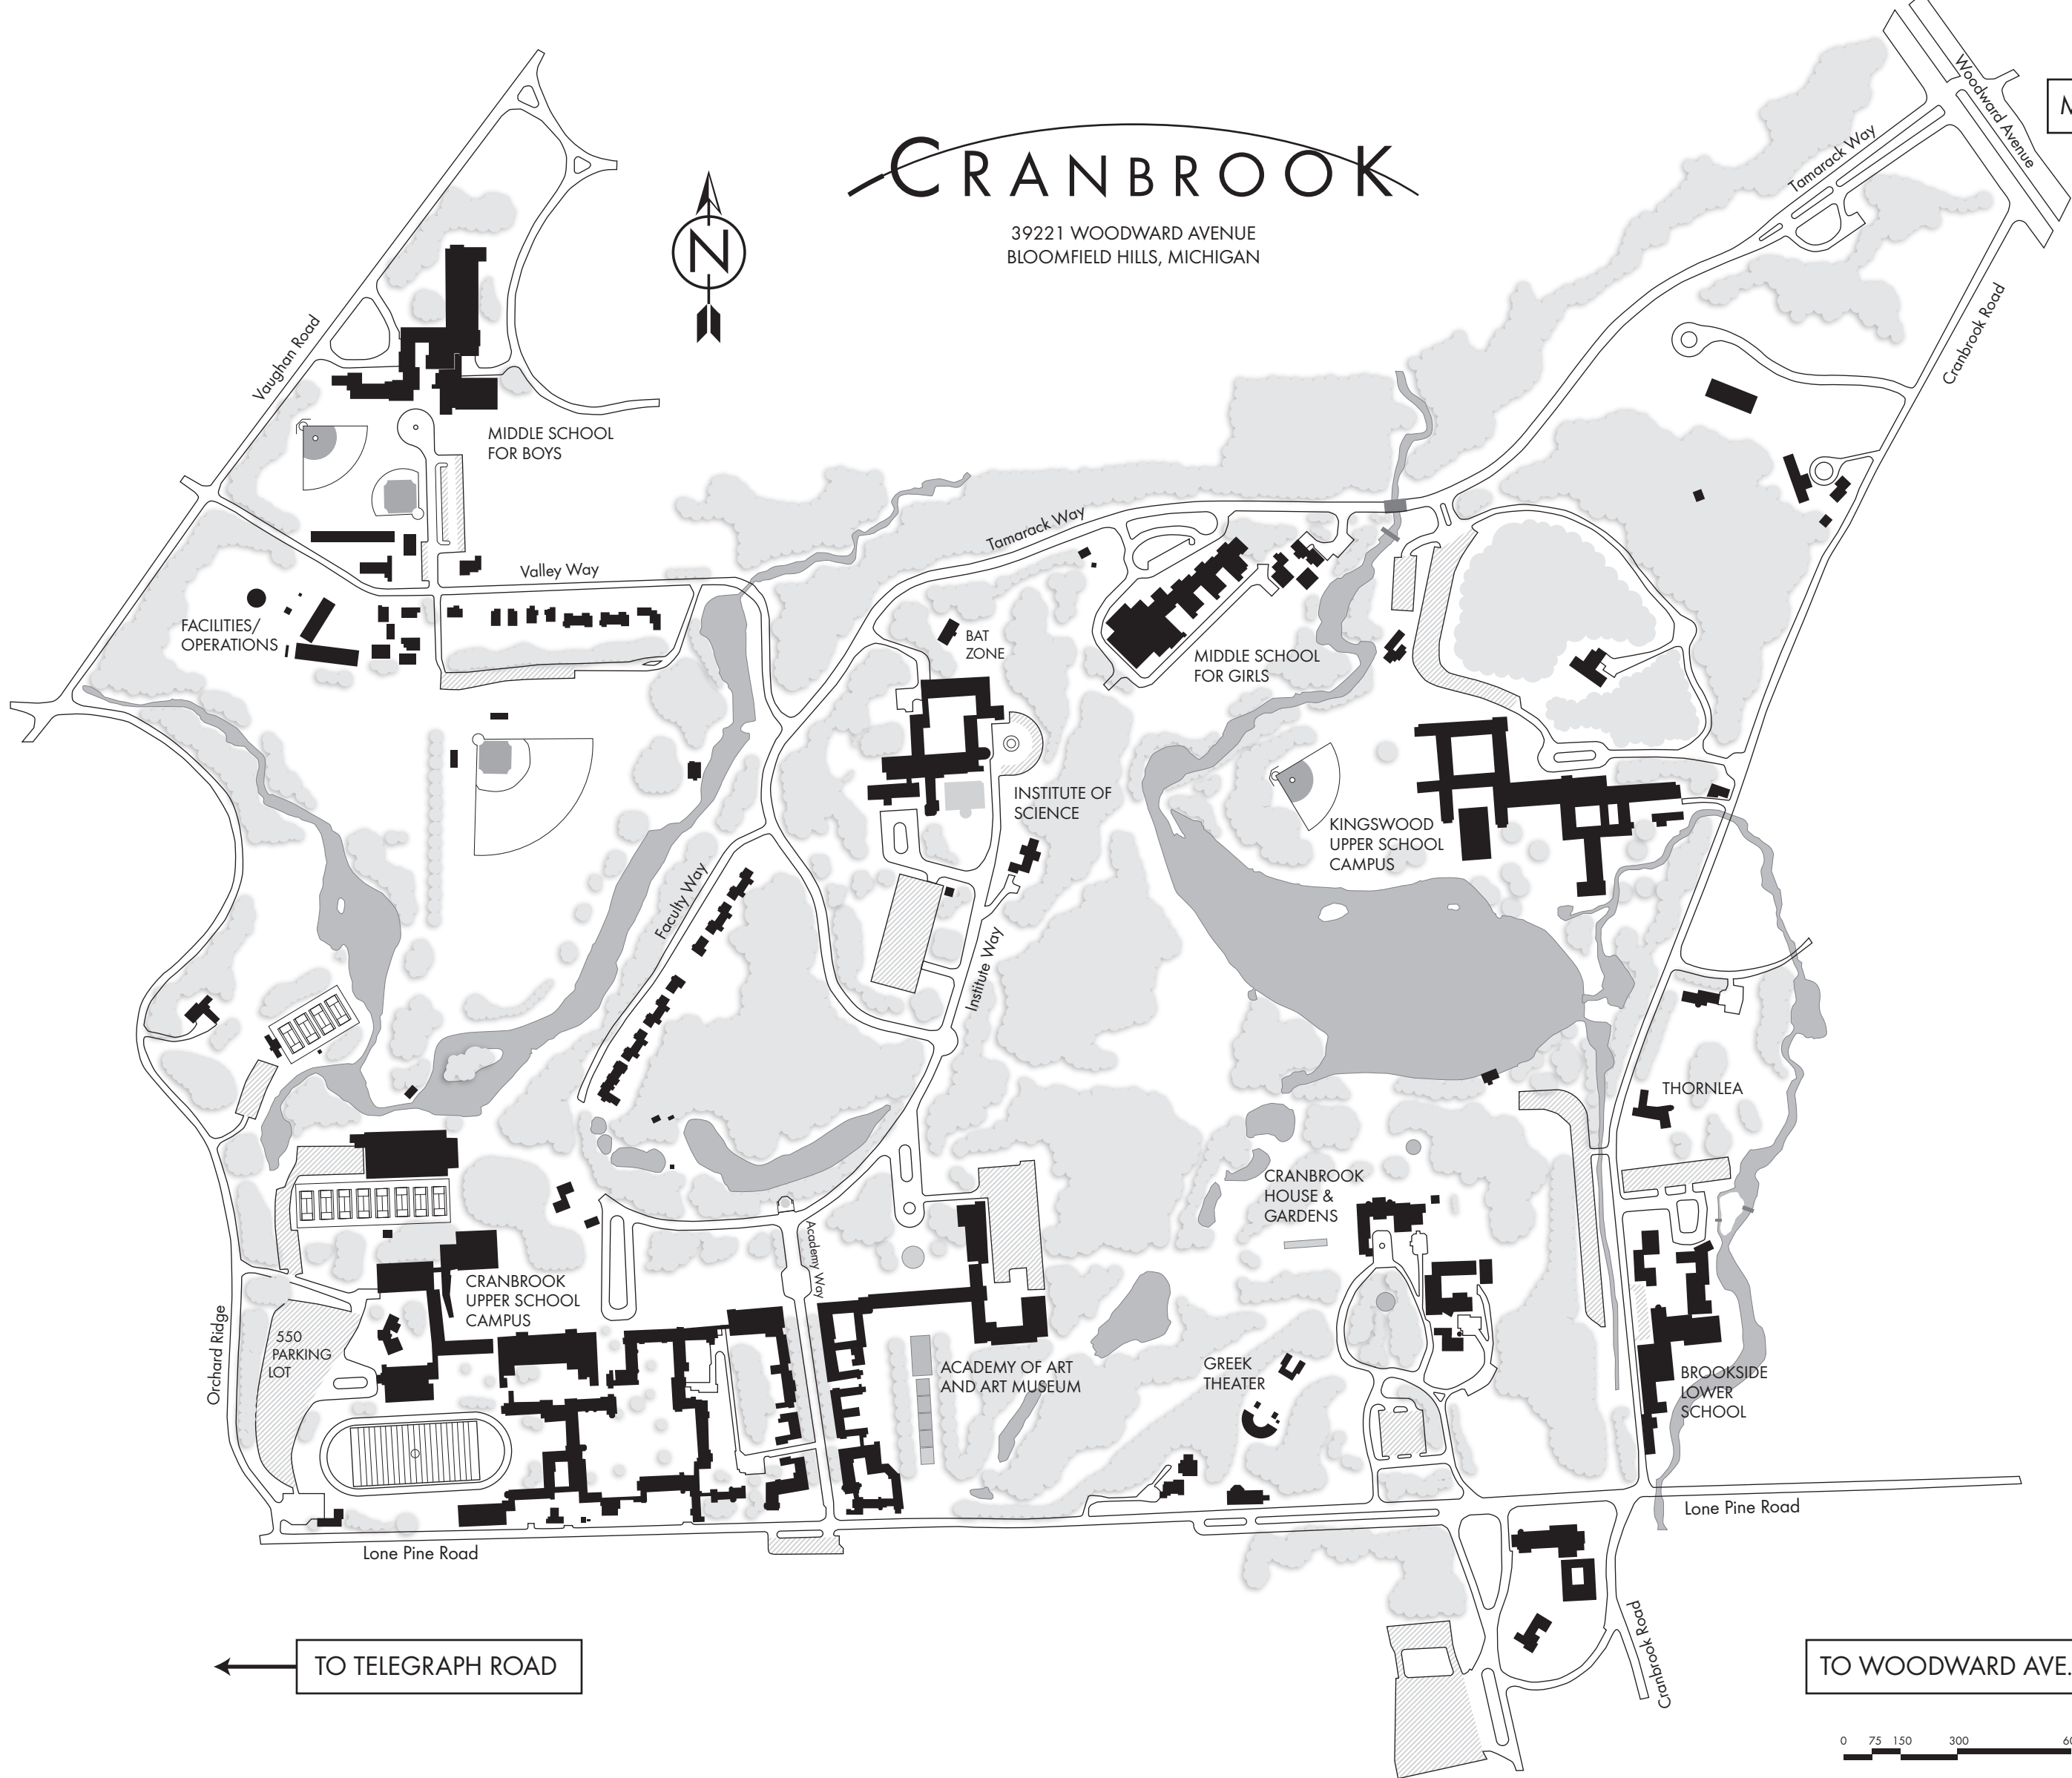 CRANBROOK
39221 WOODWARD AVENUE
BLOOMFIELD HILLS, MICHIGAN
N
Woodward Avenue
M
Tamarack Way
Cranbrook Road
Vaughan Road
MIDDLE SCHOOL
FOR BOYS
Tamarack Way
Valley Way
FACILITIES/
OPERATIONS
BAT
ZONE
MIDDLE SCHOOL
FOR GIRLS
INSTITUTE OF
SCIENCE
KINGSWOOD
UPPER SCHOOL
CAMPUS
Faculty Way
Institute Way
THORNLEA
CRANBROOK
HOUSE &
GARDENS
Academy Way
CRANBROOK
UPPER SCHOOL
CAMPUS
Orchard Ridge
550
PARKING
LOT
ACADEMY OF ART
AND ART MUSEUM
GREEK
THEATER
BROOKSIDE
LOWER
SCHOOL
Lone Pine Road
Lone Pine Road
Cranbrook Road
TO TELEGRAPH ROAD
TO WOODWARD AVE.
0 75 150 300 60